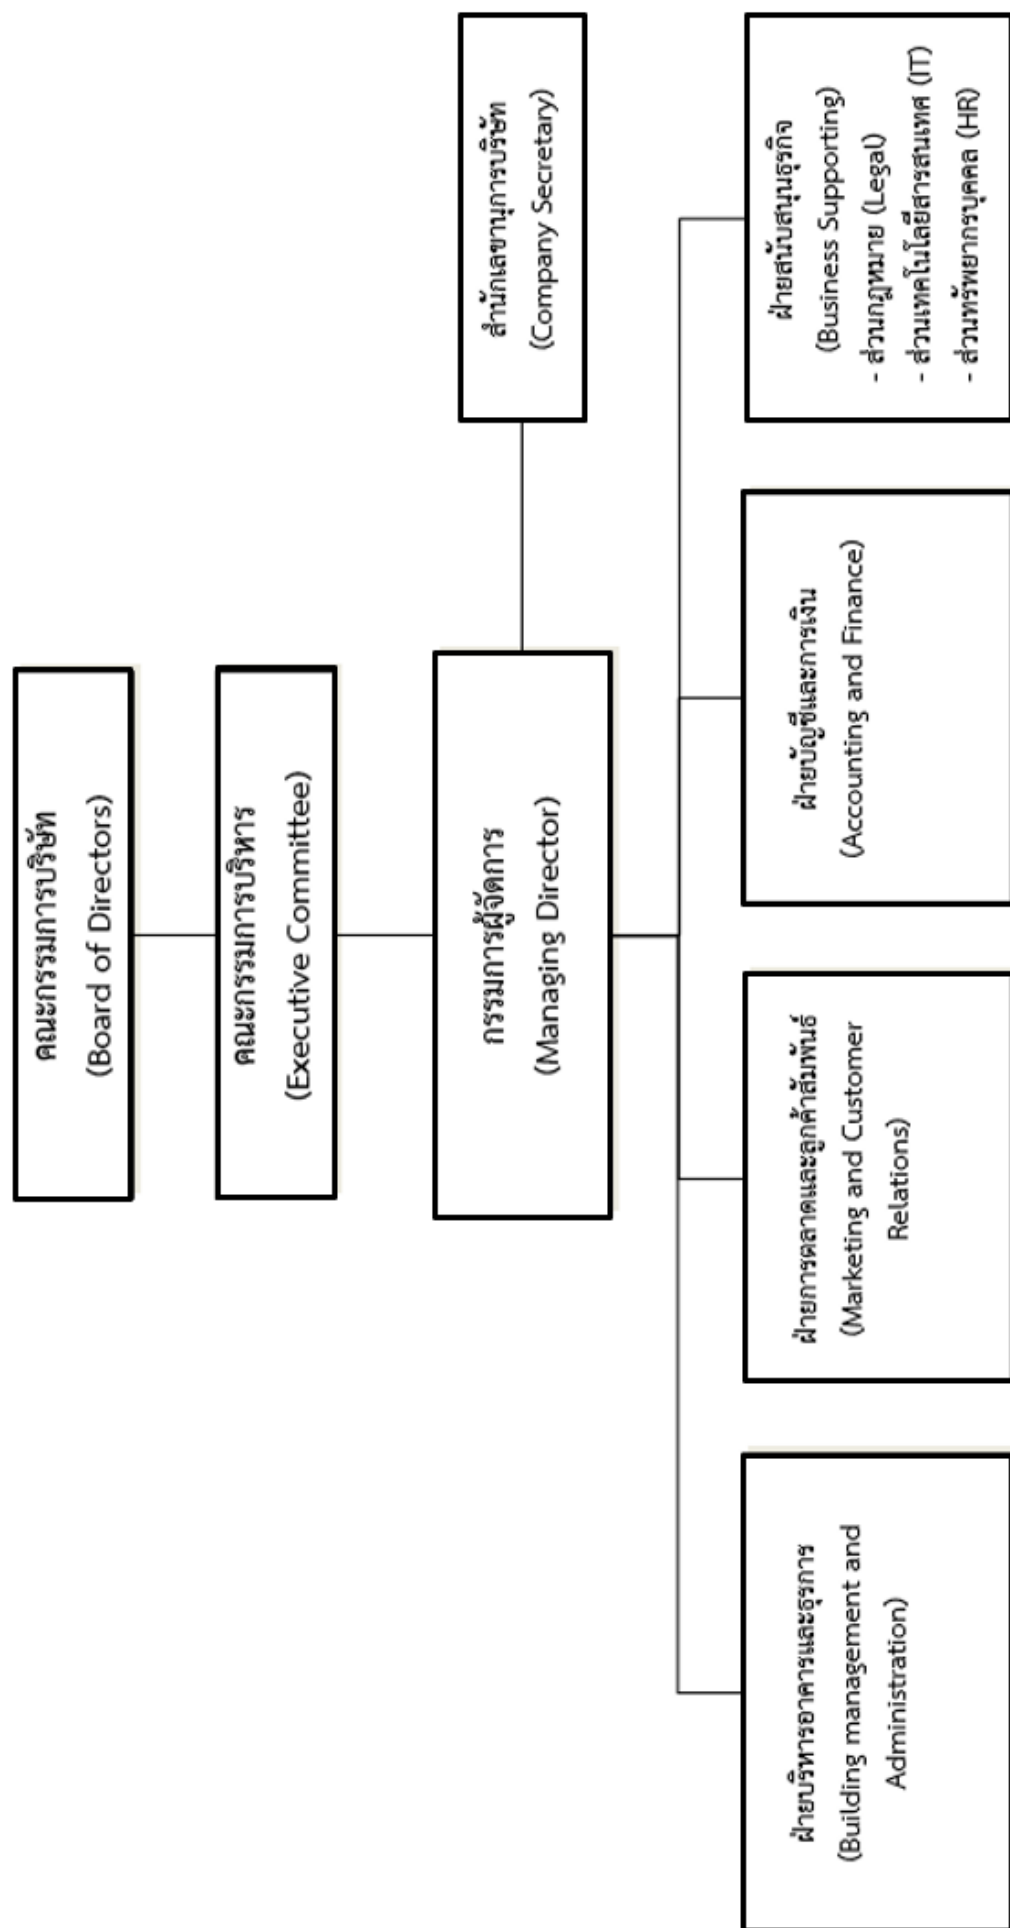 คณะกรรมการบริษัท
(Board of Directors)
คณะกรรมการบริหาร
(Executive Committee)
กรรมการผู้จัดการ
(Managing Director)
สำนักเลขานุการบริษัท
(Company Secretary)
ฝ่ายบริหารอาคารและธุรการ
(Building management and
Administration)
ฝ่ายการตลาดและลูกค้าสัมพันธ์
(Marketing and Customer
Relations)
ฝ่ายบัญชีและการเงิน
(Accounting and Finance)
ฝ่ายสนับสนุนธุรกิจ
(Business Supporting)
- ส่วนกฎหมาย (Legal)
- ส่วนเทคโนโลยีสารสนเทศ (IT)
- ส่วนทรัพยากรบุคคล (HR)